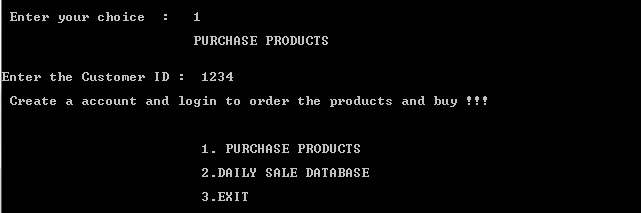 Enter your choice : 1
PURCHASE PRODUCTS
Enter the Customer ID : 1234
Create a account and login to order the products and buy !!!
1. PURCHASE PRODUCTS
2.DAILY SALE DATABASE
3.EXIT